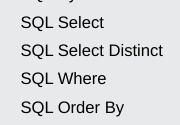 SQL Select
SQL Select Distinct
SQL Where
SQL Order By